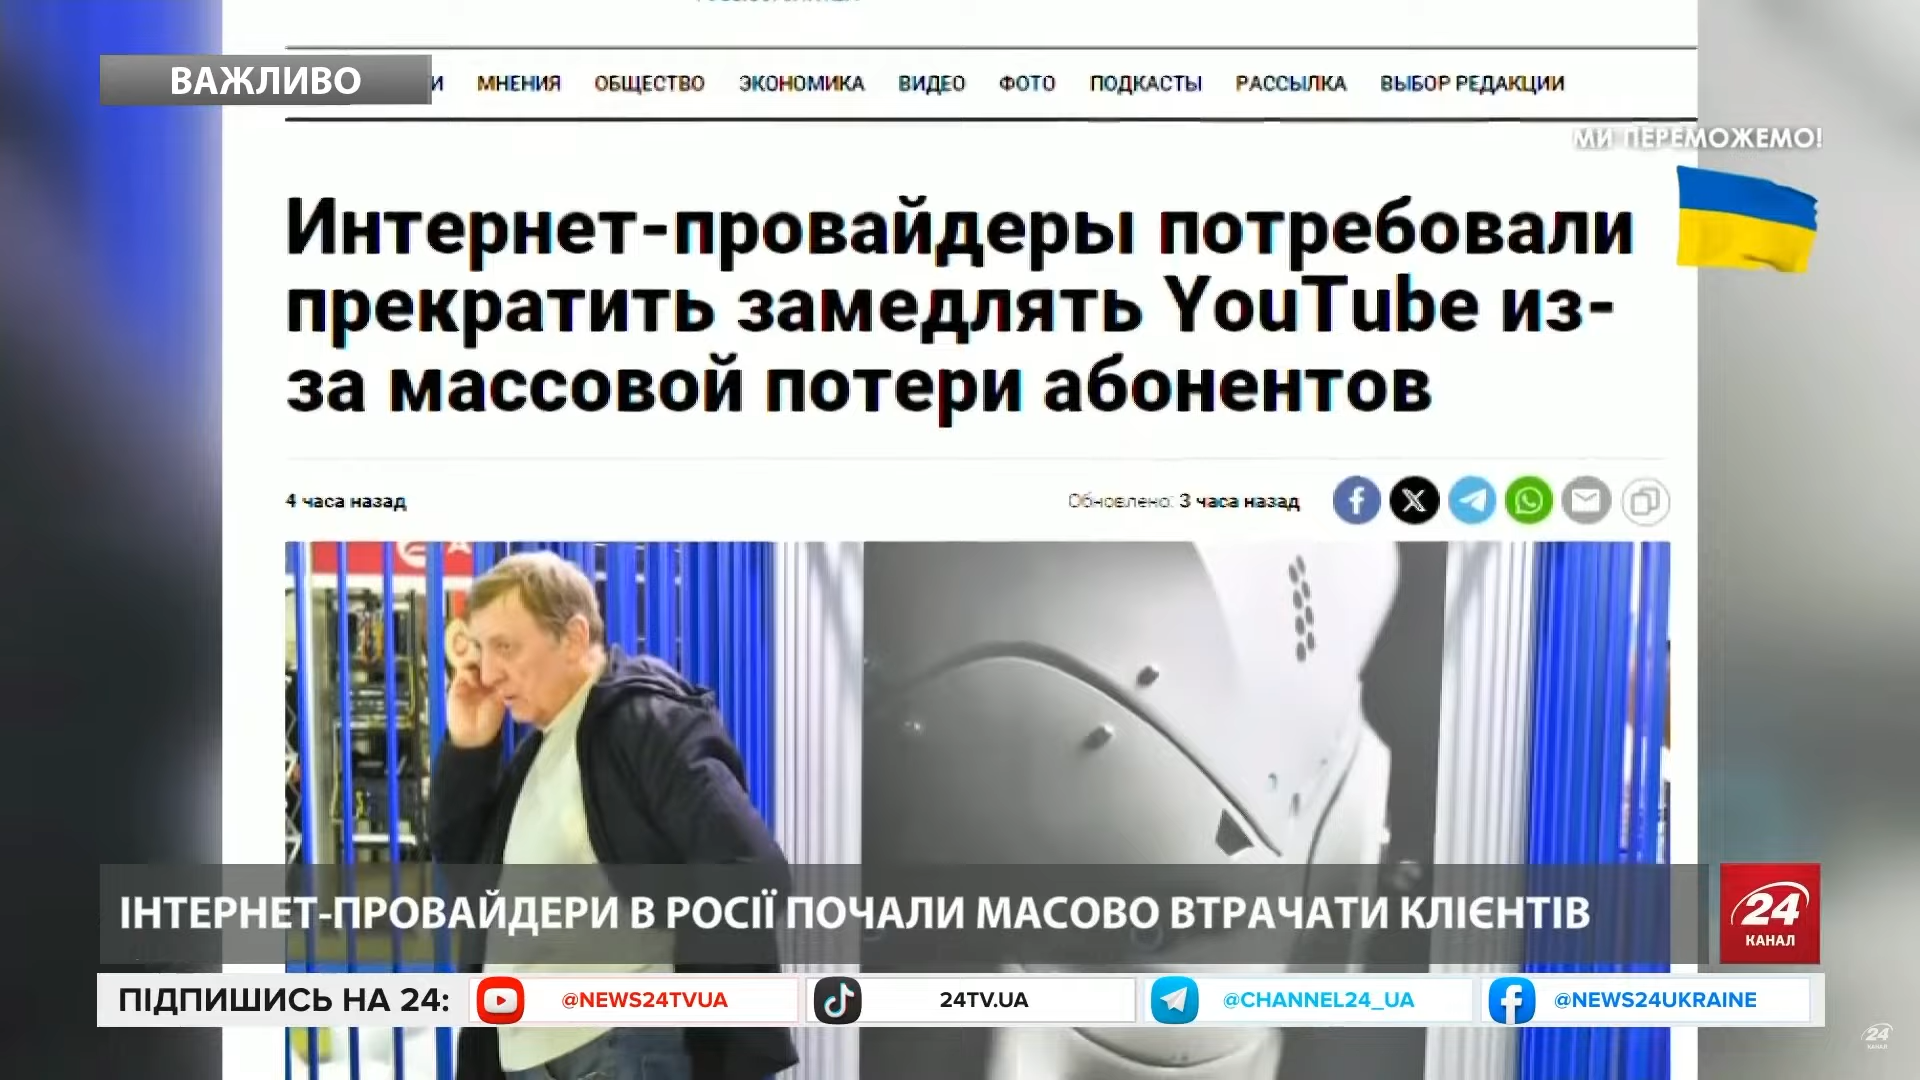 ВАЖЛИВО
МНЕНИЯ ОБЩЕСТВО ЭКОНОМИКА ВИДЕО ФОТО ПОДКАСТЫ РАССЫЛКА ВЫБОР РЕДАКЦИИ
МИ ПЕРЕМОЖЕМО!
Интернет-провайдеры потребовали
прекратить замедлять YouTube из-
за массовой потери абонентов
4 часа назад
Обновлено: 3 часа назад
ІНТЕРНЕТ-ПРОВАЙДЕРИ В РОСІЇ ПОЧАЛИ МАСОВО ВТРАЧАТИ КЛІЄНТІВ
24
КАНАЛ
ПІДПИШИСЬ НА 24: @NEWS24TVUA 24TV.UA @CHANNEL24_UA @NEWS24UKRAINE
24
КАНАЛ